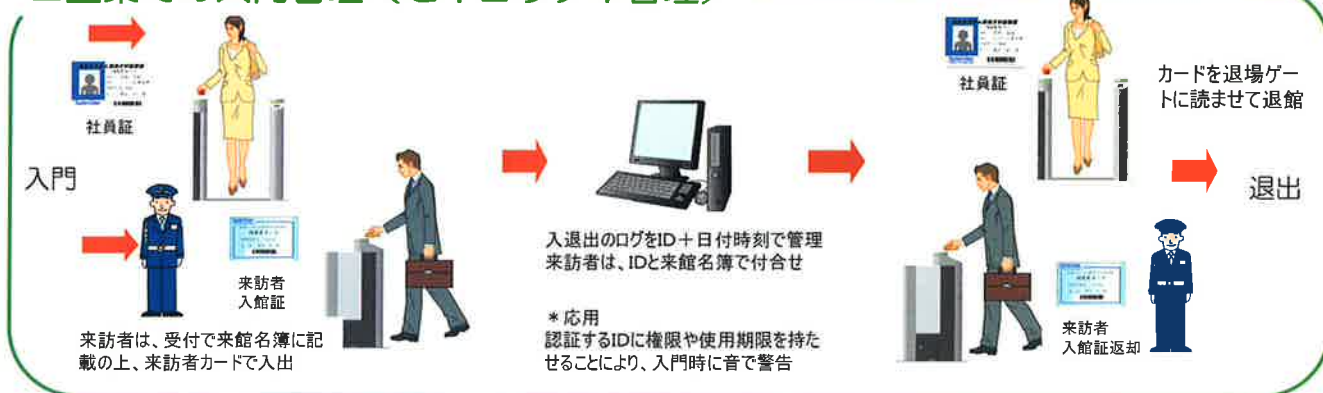 入門
社員証
来訪者
入館証
来訪者は、受付で来館名簿に記
載の上、来訪者カードで入出
入退出のログをID+日付時刻で管理
来訪者は、IDと来館名簿で付合せ
*応用
認証するIDに権限や使用期限を持た
せることにより、入門時に音で警告
社員証
カードを退場ゲー
トに読ませて退館
退出
来訪者
入館証返却